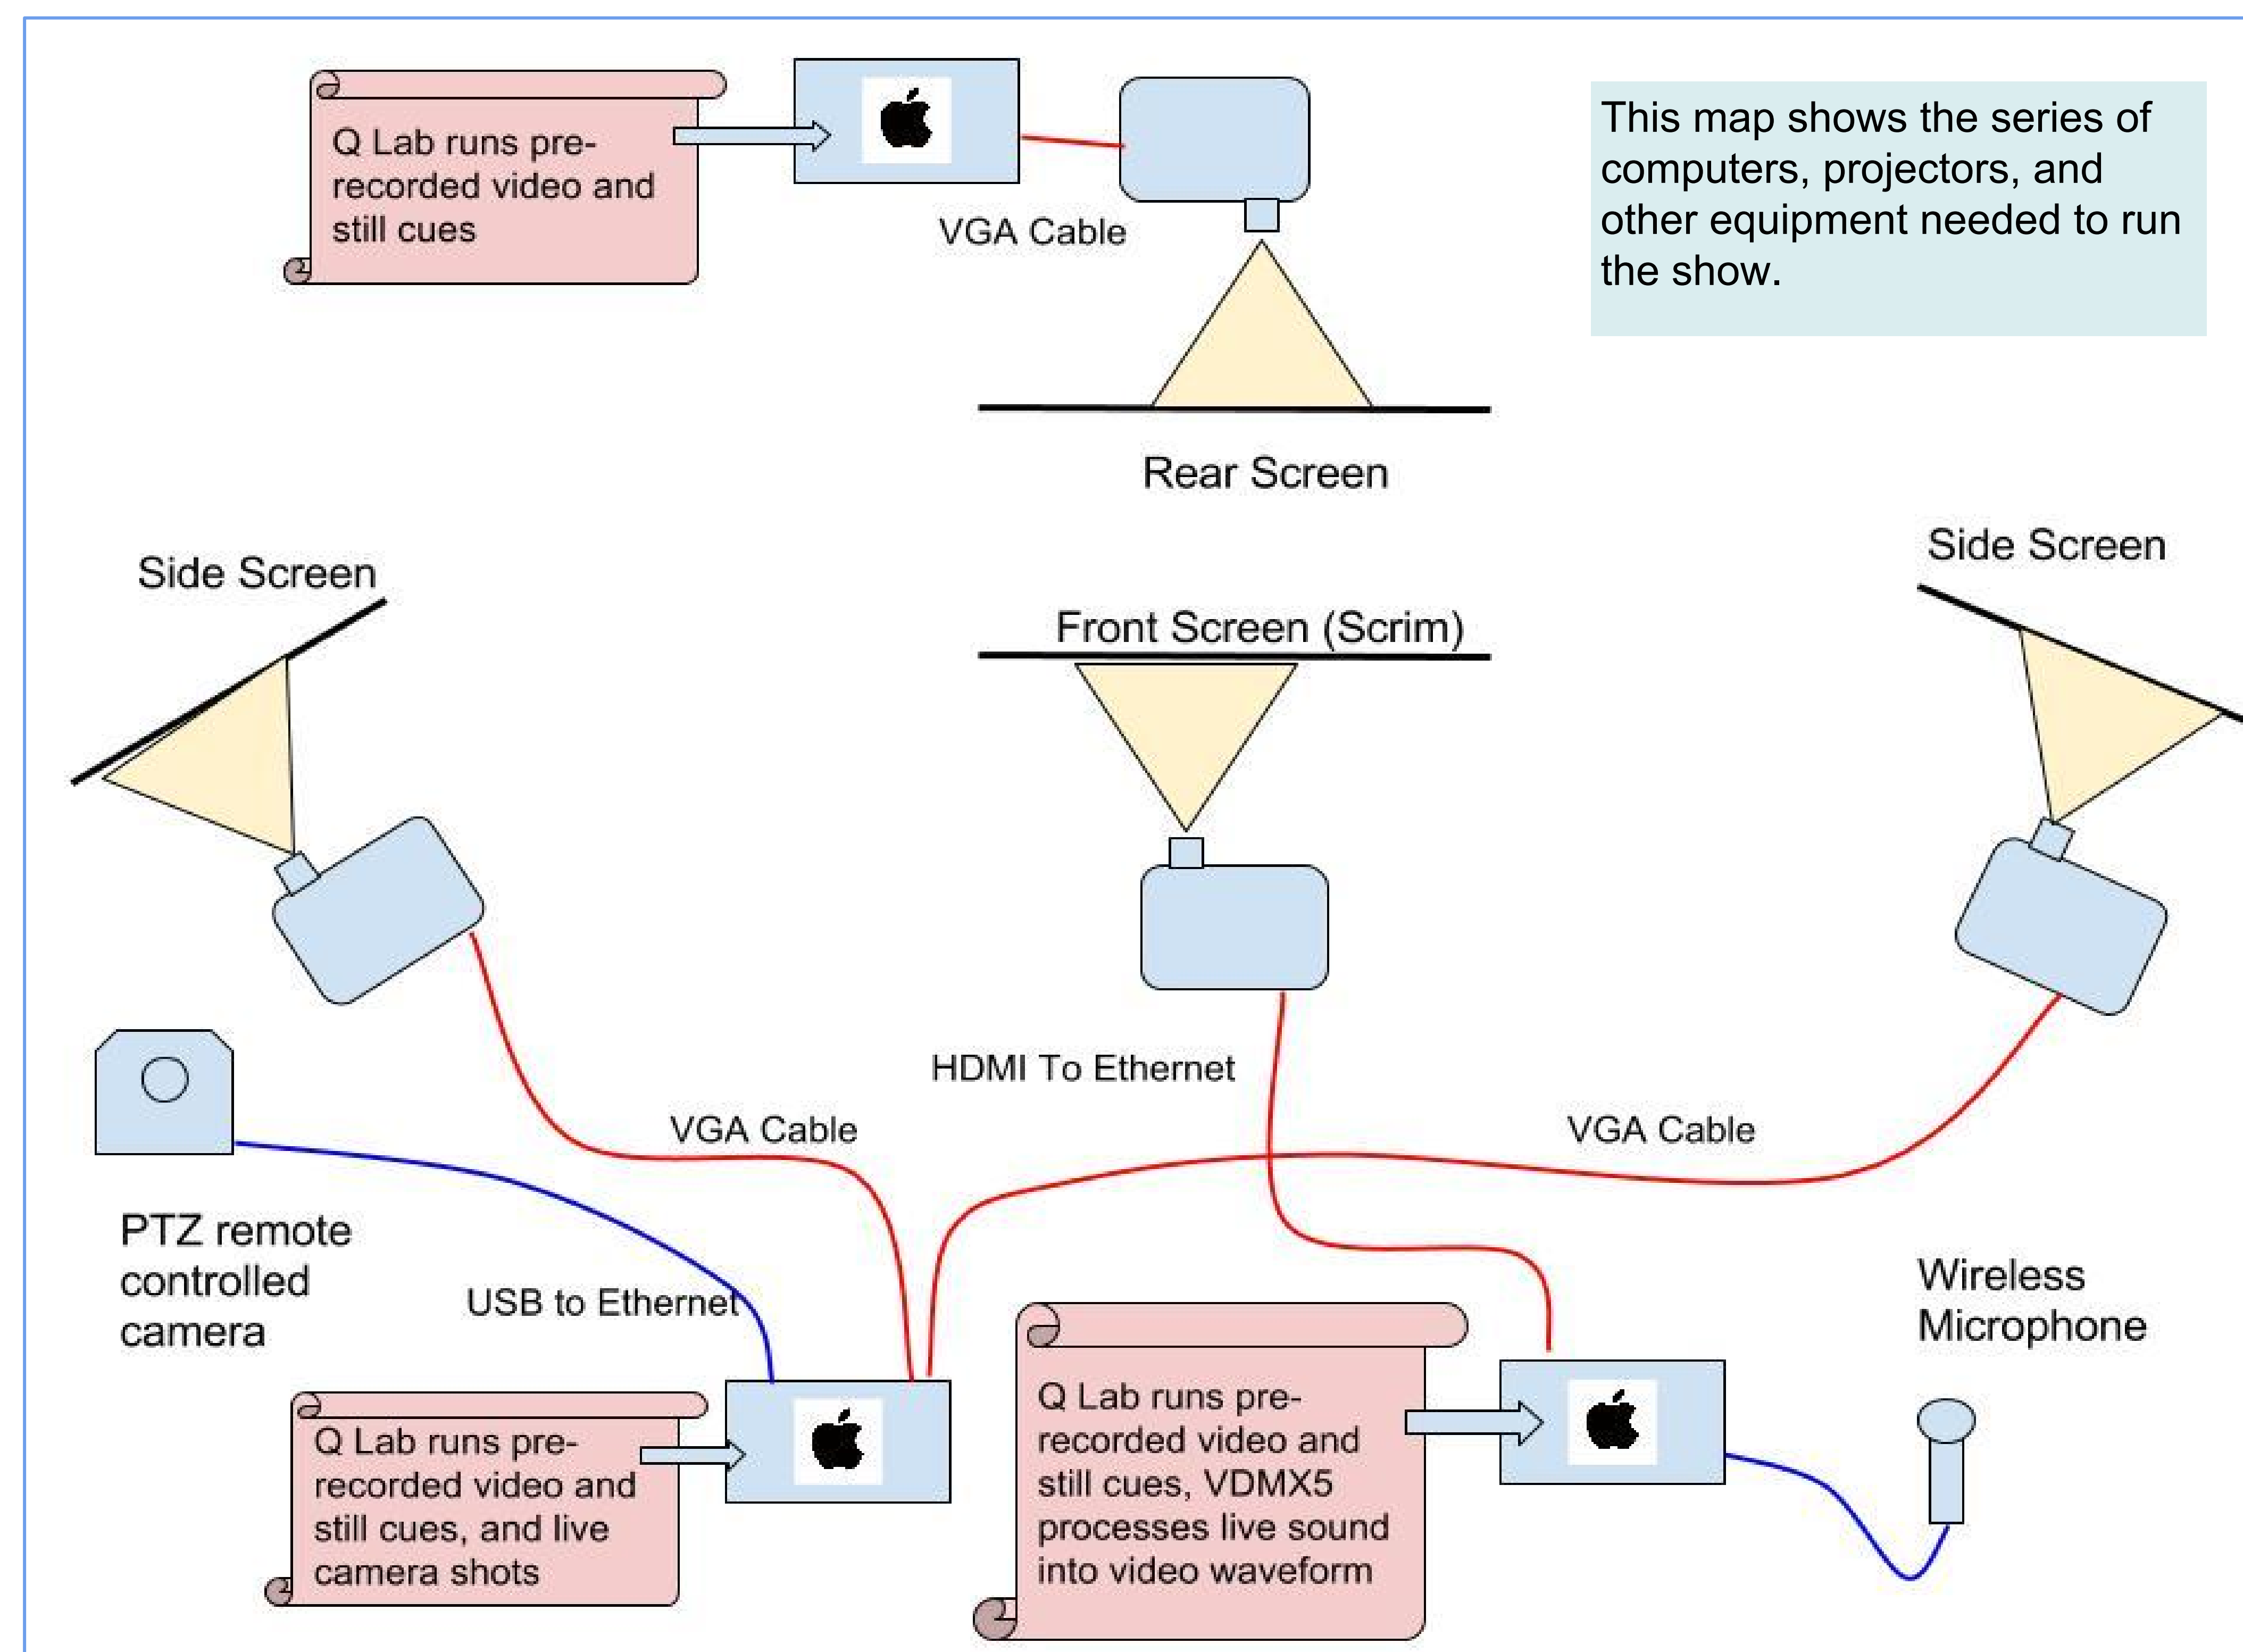 Q Lab runs pre-
recorded video and
still cues
VGA Cable
This map shows the series of
computers, projectors, and
other equipment needed to run
the show.
Rear Screen
Side Screen
Front Screen (Scrim)
Side Screen
HDMI To Ethernet
VGA Cable
VGA Cable
PTZ remote
controlled
camera
USB to Ethernet
Wireless
Microphone
Q Lab runs pre-
recorded video and
still cues, and live
camera shots
Q Lab runs pre-
recorded video and
still cues, VDMX5
processes live sound
into video waveform